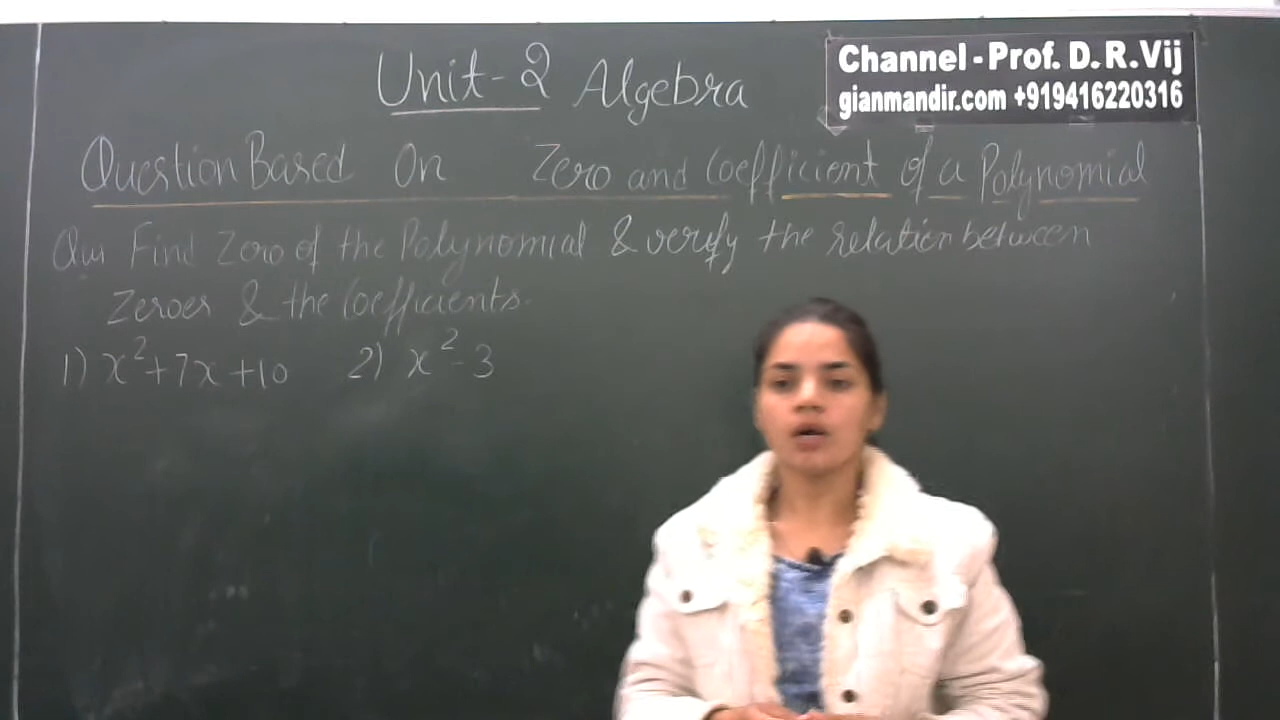 Unit-2 Algebra
Channel - Prof. D. R. Vij
gianmandir.com +919416220316
Question Based On Zero and Coefficient of a Polynomial
Qus Find Zero of the Polynomial & verify the relation between
zeroes & the Coefficients.
1) x²+7x+10 2) x²-3